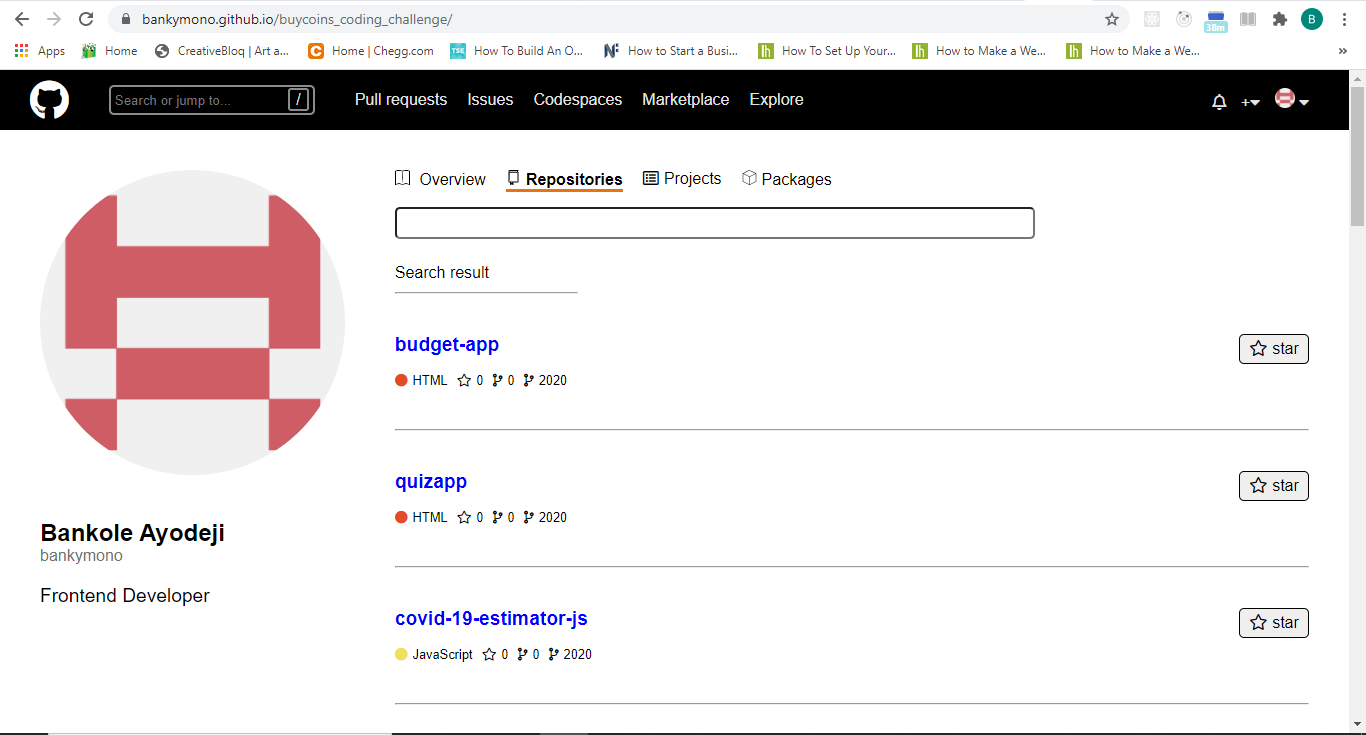 bankymono.github.io/buycoins_coding_challenge/
38m
B
Apps Home CreativeBloq | Art a... C Home | Chegg.com TSE How To Build An O... N How to Start a Busi... h How To Set Up Your... h How to Make a We... h How to Make a We... »
Search or jump to... / Pull requests Issues Codespaces Marketplace Explore +
Overview Repositories Projects Packages
Search result
budget-app star
HTML 0 0 2020
quizapp star
HTML 0 0 2020
Bankole Ayodeji
bankymono
Frontend Developer
covid-19-estimator-js star
JavaScript 0 0 2020